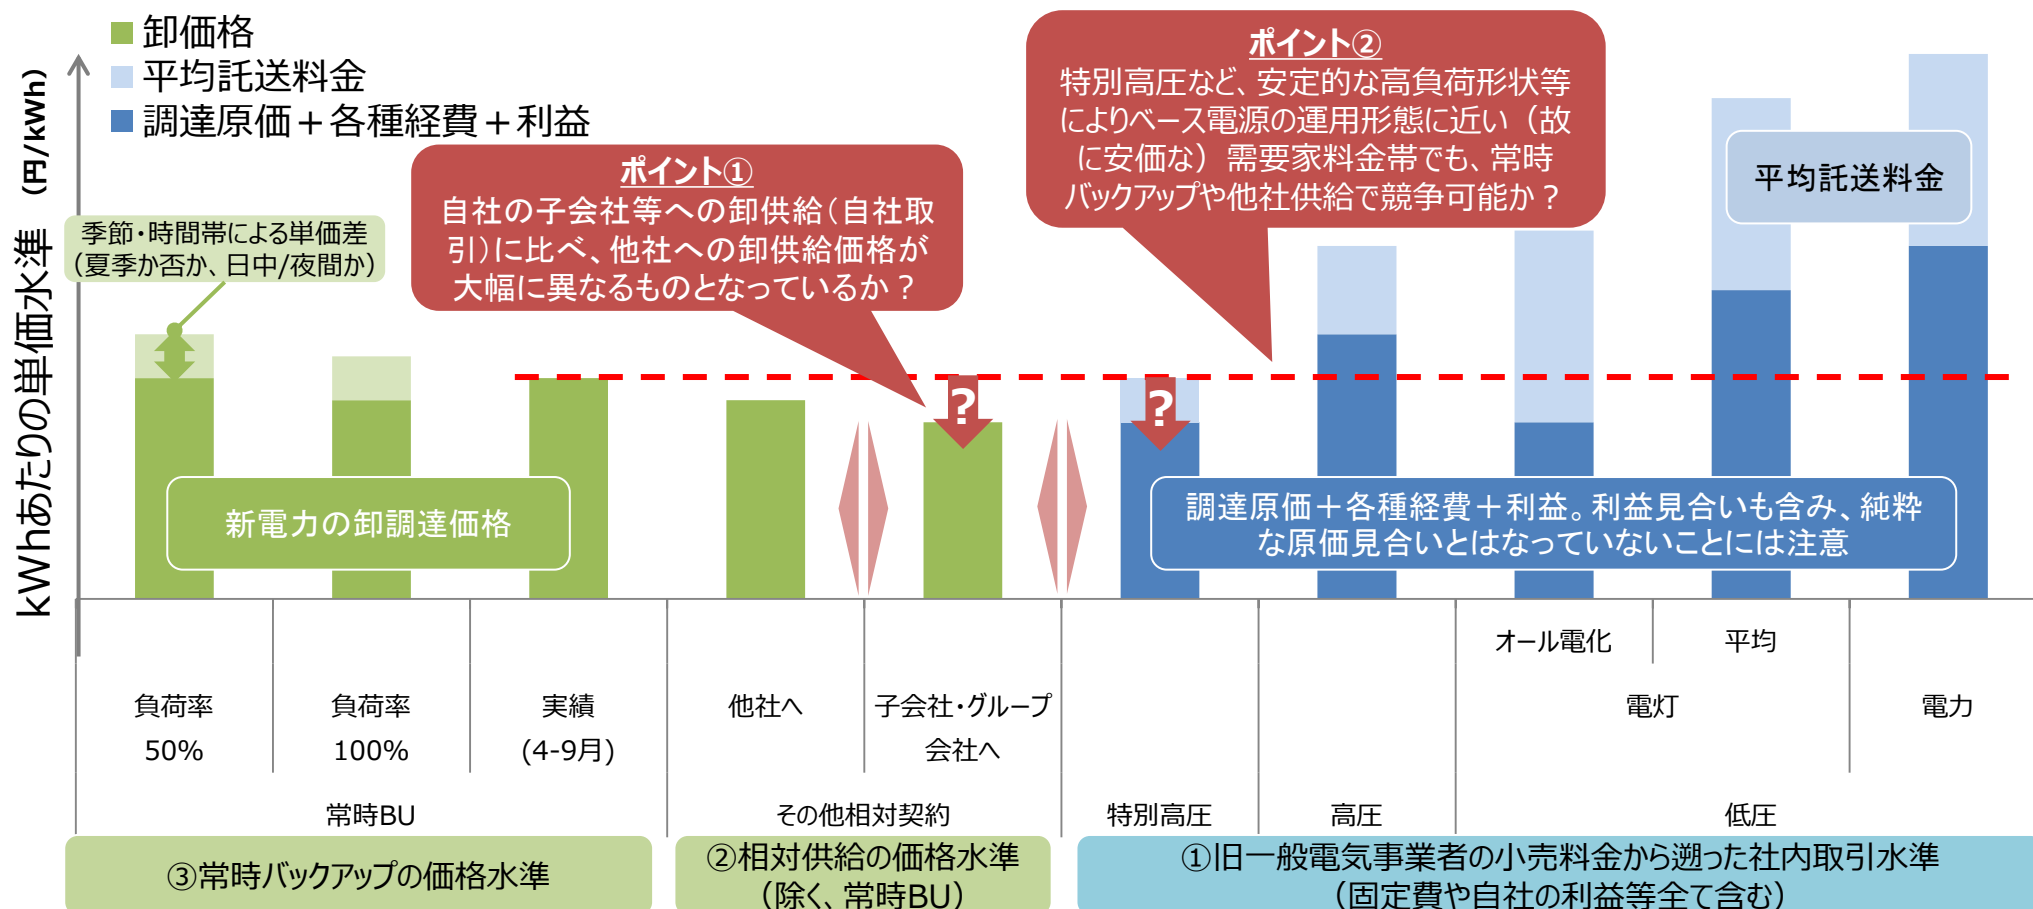 卸価格
平均託送料金
調達原価＋各種経費＋利益
kWhあたりの単価水準（円/kWh）
季節・時間帯による単価差
（夏季か否か、日中/夜間か）
ポイント①
自社の子会社等への卸供給（自社取
引）に比べ、他社への卸供給価格が
大幅に異なるものとなっているか？
ポイント②
特別高圧など、安定的な高負荷形状等
によりベース電源の運用形態に近い（故
に安価な）需要家料金帯でも、常時
バックアップや他社供給で競争可能か？
平均託送料金
?
?
新電力の卸調達価格
調達原価＋各種経費＋利益。利益見合いも含み、純粋
な原価見合いとはなっていないことには注意
オール電化
平均
負荷率
50%
負荷率
100%
実績
(4-9月)
他社へ
子会社・グループ
会社へ
電灯
電力
常時BU
その他相対契約
特別高圧
高圧
低圧
③常時バックアップの価格水準
②相対供給の価格水準
（除く、常時BU）
①旧一般電気事業者の小売料金から遡った社内取引水準
（固定費や自社の利益等全て含む）